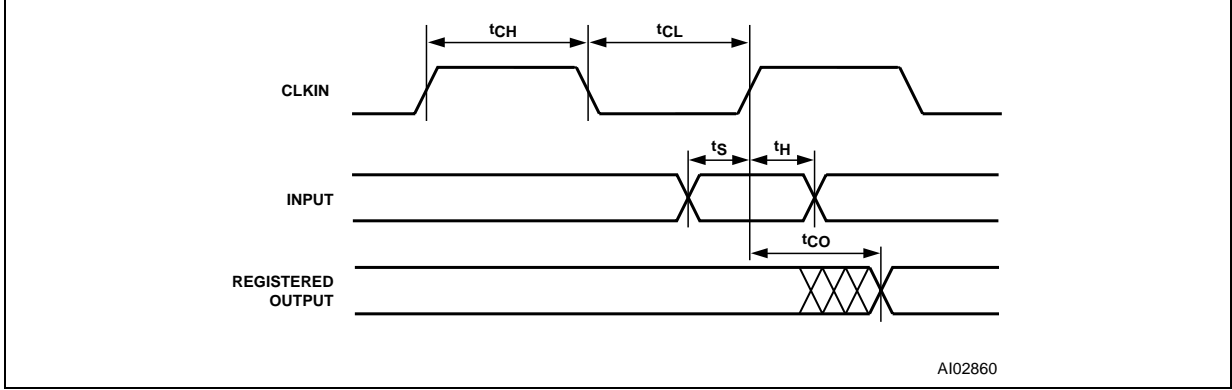 tCH tCL
CLKIN
tS tH
INPUT
tCO
REGISTERED
OUTPUT
AI02860